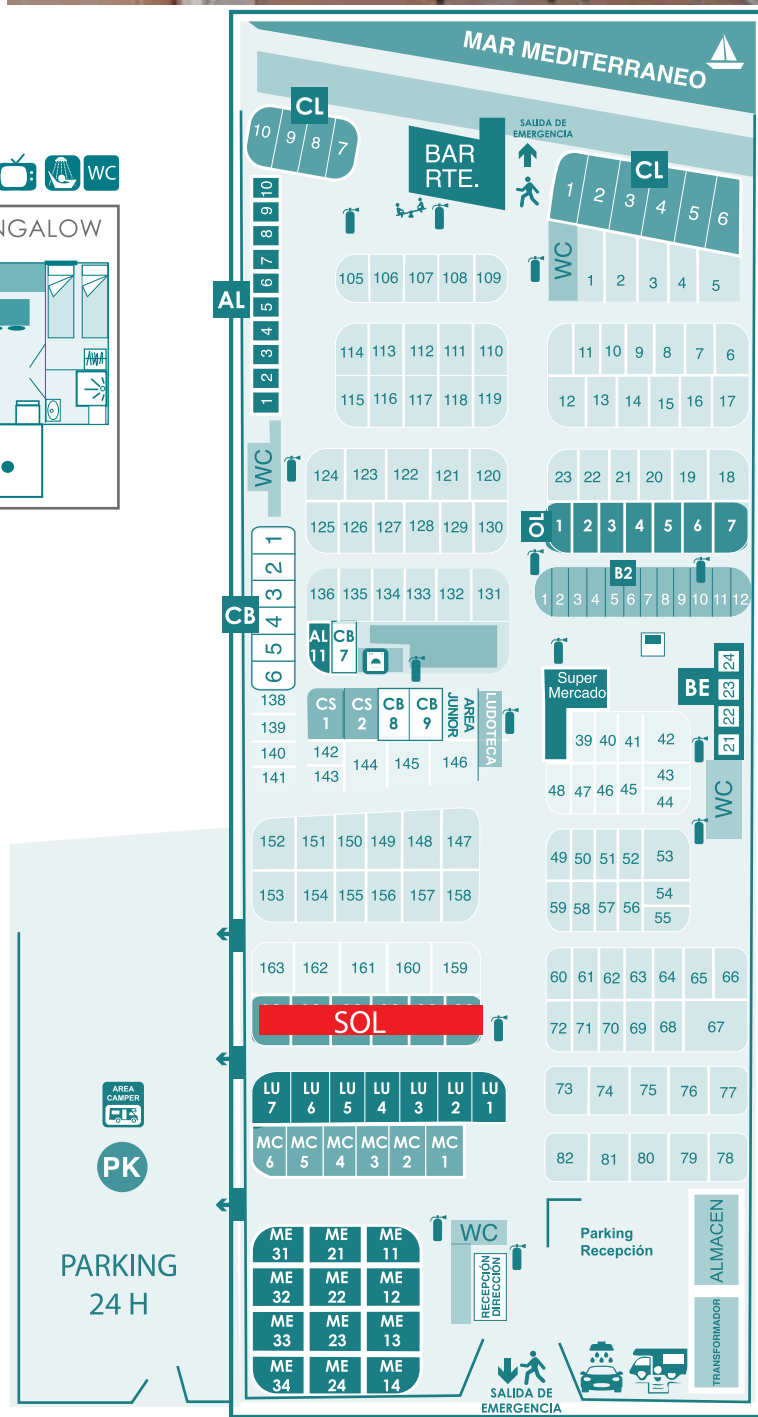 MAR MEDITERRANEO
CL
10 9 8 7
BAR
RTE.
SALIDA DE
EMERGENCIA
CL
1 2 3 4 5 6
WC
NGALOW
WC
1 2 3 4 5
AL
10
9
8
7
6
5
4
3
2
1
105 106 107 108 109
114 113 112 111 110
115 116 117 118 119
11 10 9 8 7 6
12 13 14 15 16 17
WC
124 123 122 121 120
125 126 127 128 129 130
23 22 21 20 19 18
OL
1 2 3 4 5 6 7
B2
1 2 3 4 5 6 7 8 9 10 11 12
CB
1
2
3
4
5
6
136 135 134 133 132 131
AL
11
CB
7
CS
1
CS
2
CB
8
CB
9
AREA
JUNIOR
LUDOTECA
138
139
140
141
142
143
144 145 146
Super
Mercado
BE
24
23
22
21
WC
39 40 41 42
43
44
48 47 46 45
49 50 51 52 53
54
55
59 58 57 56
152 151 150 149 148 147
153 154 155 156 157 158
163 162 161 160 159
SOL
60 61 62 63 64 65 66
72 71 70 69 68 67
73 74 75 76 77
82 81 80 79 78
LU
7
LU
6
LU
5
LU
4
LU
3
LU
2
LU
1
MC
6
MC
5
MC
4
MC
3
MC
2
MC
1
AREA
CAMPER
PK
PARKING
24 H
ME
31
ME
21
ME
11
ME
32
ME
22
ME
12
ME
33
ME
23
ME
13
ME
34
ME
24
ME
14
WC
RECEPCIÓN
DIRECCIÓN
Parking
Recepción
ALMACEN
TRANSFORMADOR
SALIDA DE
EMERGENCIA